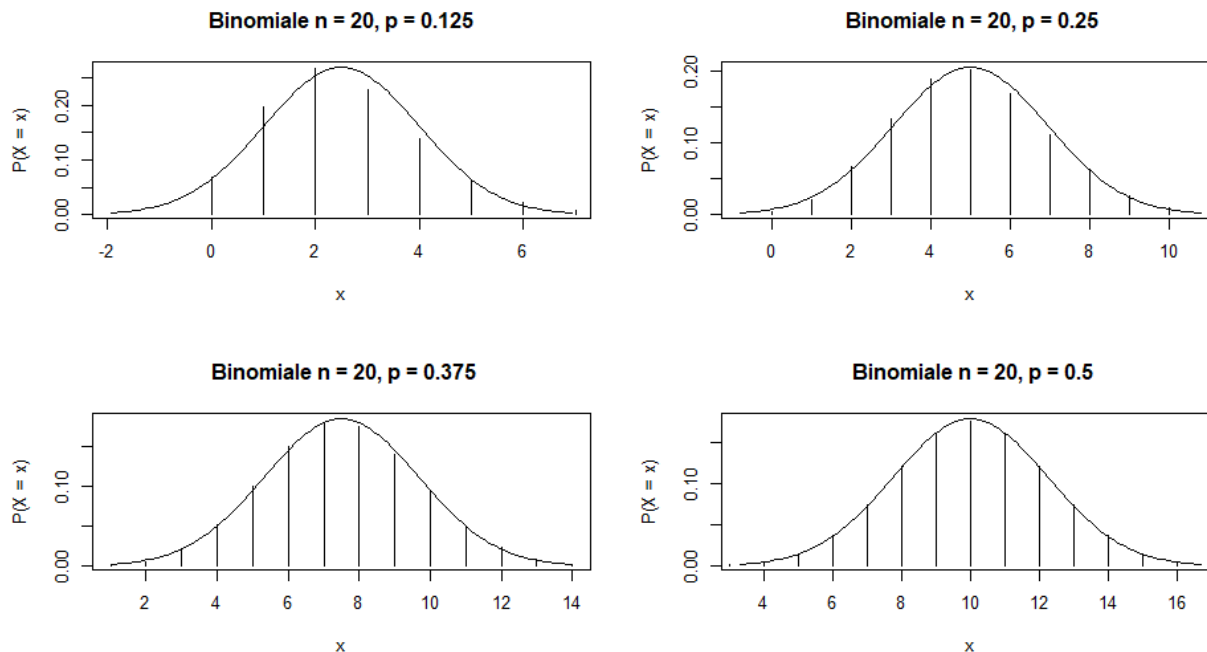 Binomiale n = 20, p = 0.125
P(X = x)
0.00 0.10 0.20
-2 0 2 4 6
x
Binomiale n = 20, p = 0.25
P(X = x)
0.00 0.10 0.20
0 2 4 6 8 10
x
Binomiale n = 20, p = 0.375
P(X = x)
0.00 0.10
2 4 6 8 10 12 14
x
Binomiale n = 20, p = 0.5
P(X = x)
0.00 0.10
4 6 8 10 12 14 16
x